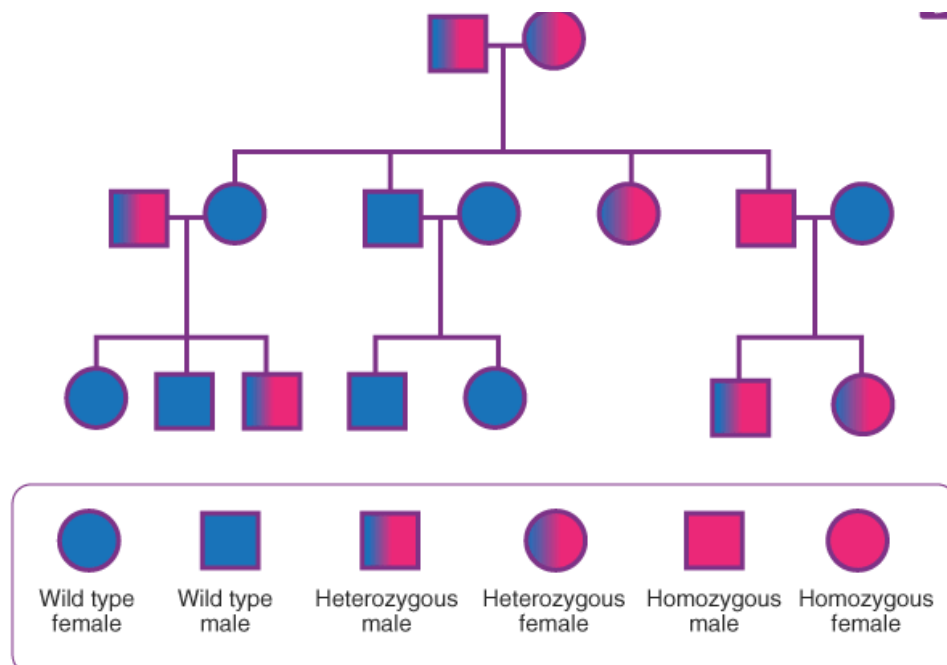 Wild type female
Wild type male
Heterozygous male
Heterozygous female
Homozygous male
Homozygous female